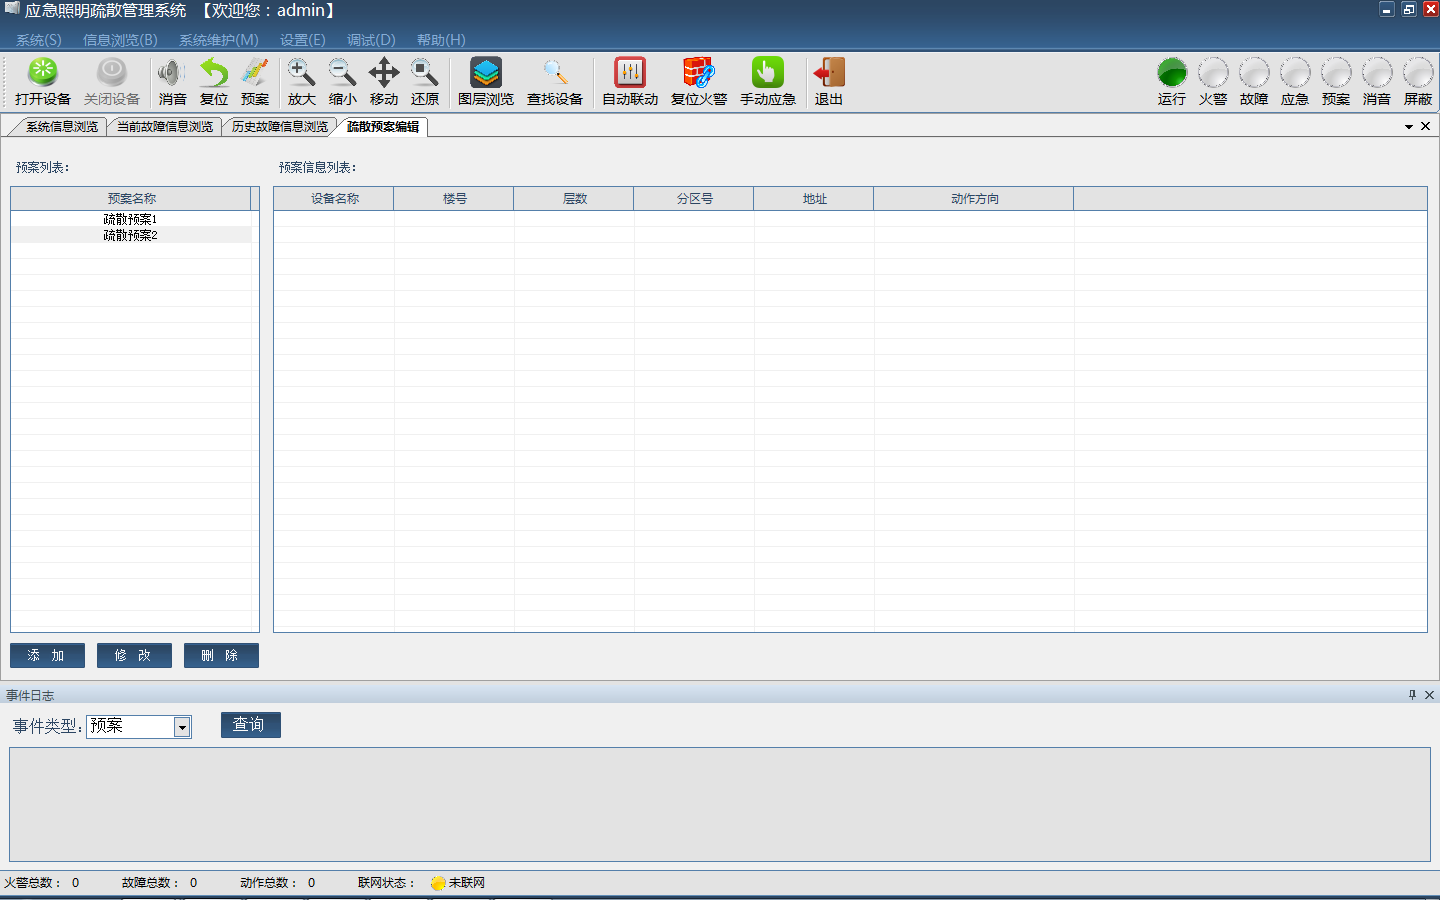 应急照明疏散管理系统 【欢迎您：admin】
系统(S) 信息浏览(B) 系统维护(M) 设置(E) 调试(D) 帮助(H)
打开设备 关闭设备 消音 复位 预案 放大 缩小 移动 还原 图层浏览 查找设备 自动联动 复位火警 手动应急 退出 运行 火警 故障 应急 预案 消音 屏蔽
系统信息浏览 当前故障信息浏览 历史故障信息浏览 疏散预案编辑
预案列表： 预案信息列表：
预案名称 设备名称 楼号 层数 分区号 地址 动作方向
疏散预案1
疏散预案2
添 加 修 改 删 除
事件日志
事件类型： 预案 查询
火警总数： 0 故障总数： 0 动作总数： 0 联网状态： 未联网